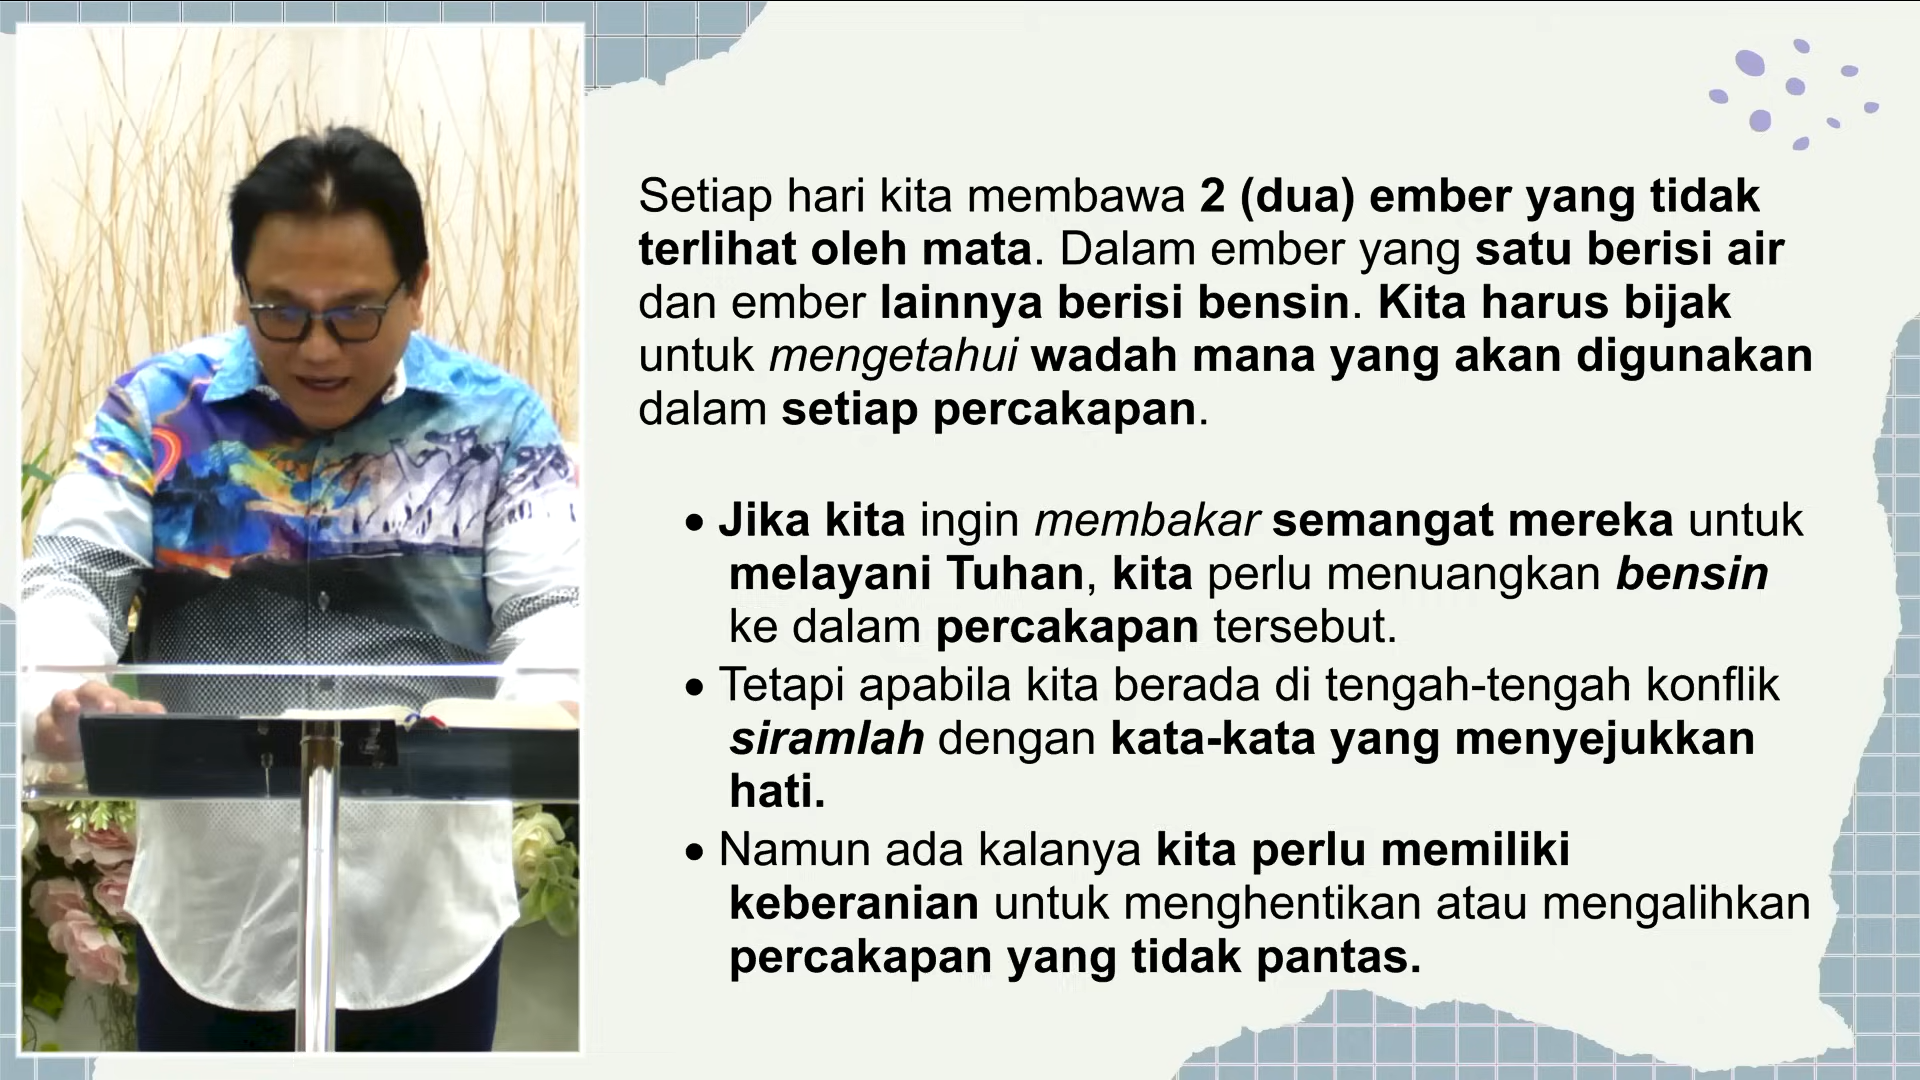 Setiap hari kita membawa 2 (dua) ember yang tidak
terlihat oleh mata. Dalam ember yang satu berisi air
dan ember lainnya berisi bensin. Kita harus bijak
untuk mengetahui wadah mana yang akan digunakan
dalam setiap percakapan.
• Jika kita ingin membakar semangat mereka untuk
melayani Tuhan, kita perlu menuangkan bensin
ke dalam percakapan tersebut.
• Tetapi apabila kita berada di tengah-tengah konflik
siramlah dengan kata-kata yang menyejukkan
hati.
• Namun ada kalanya kita perlu memiliki
keberanian untuk menghentikan atau mengalihkan
percakapan yang tidak pantas.